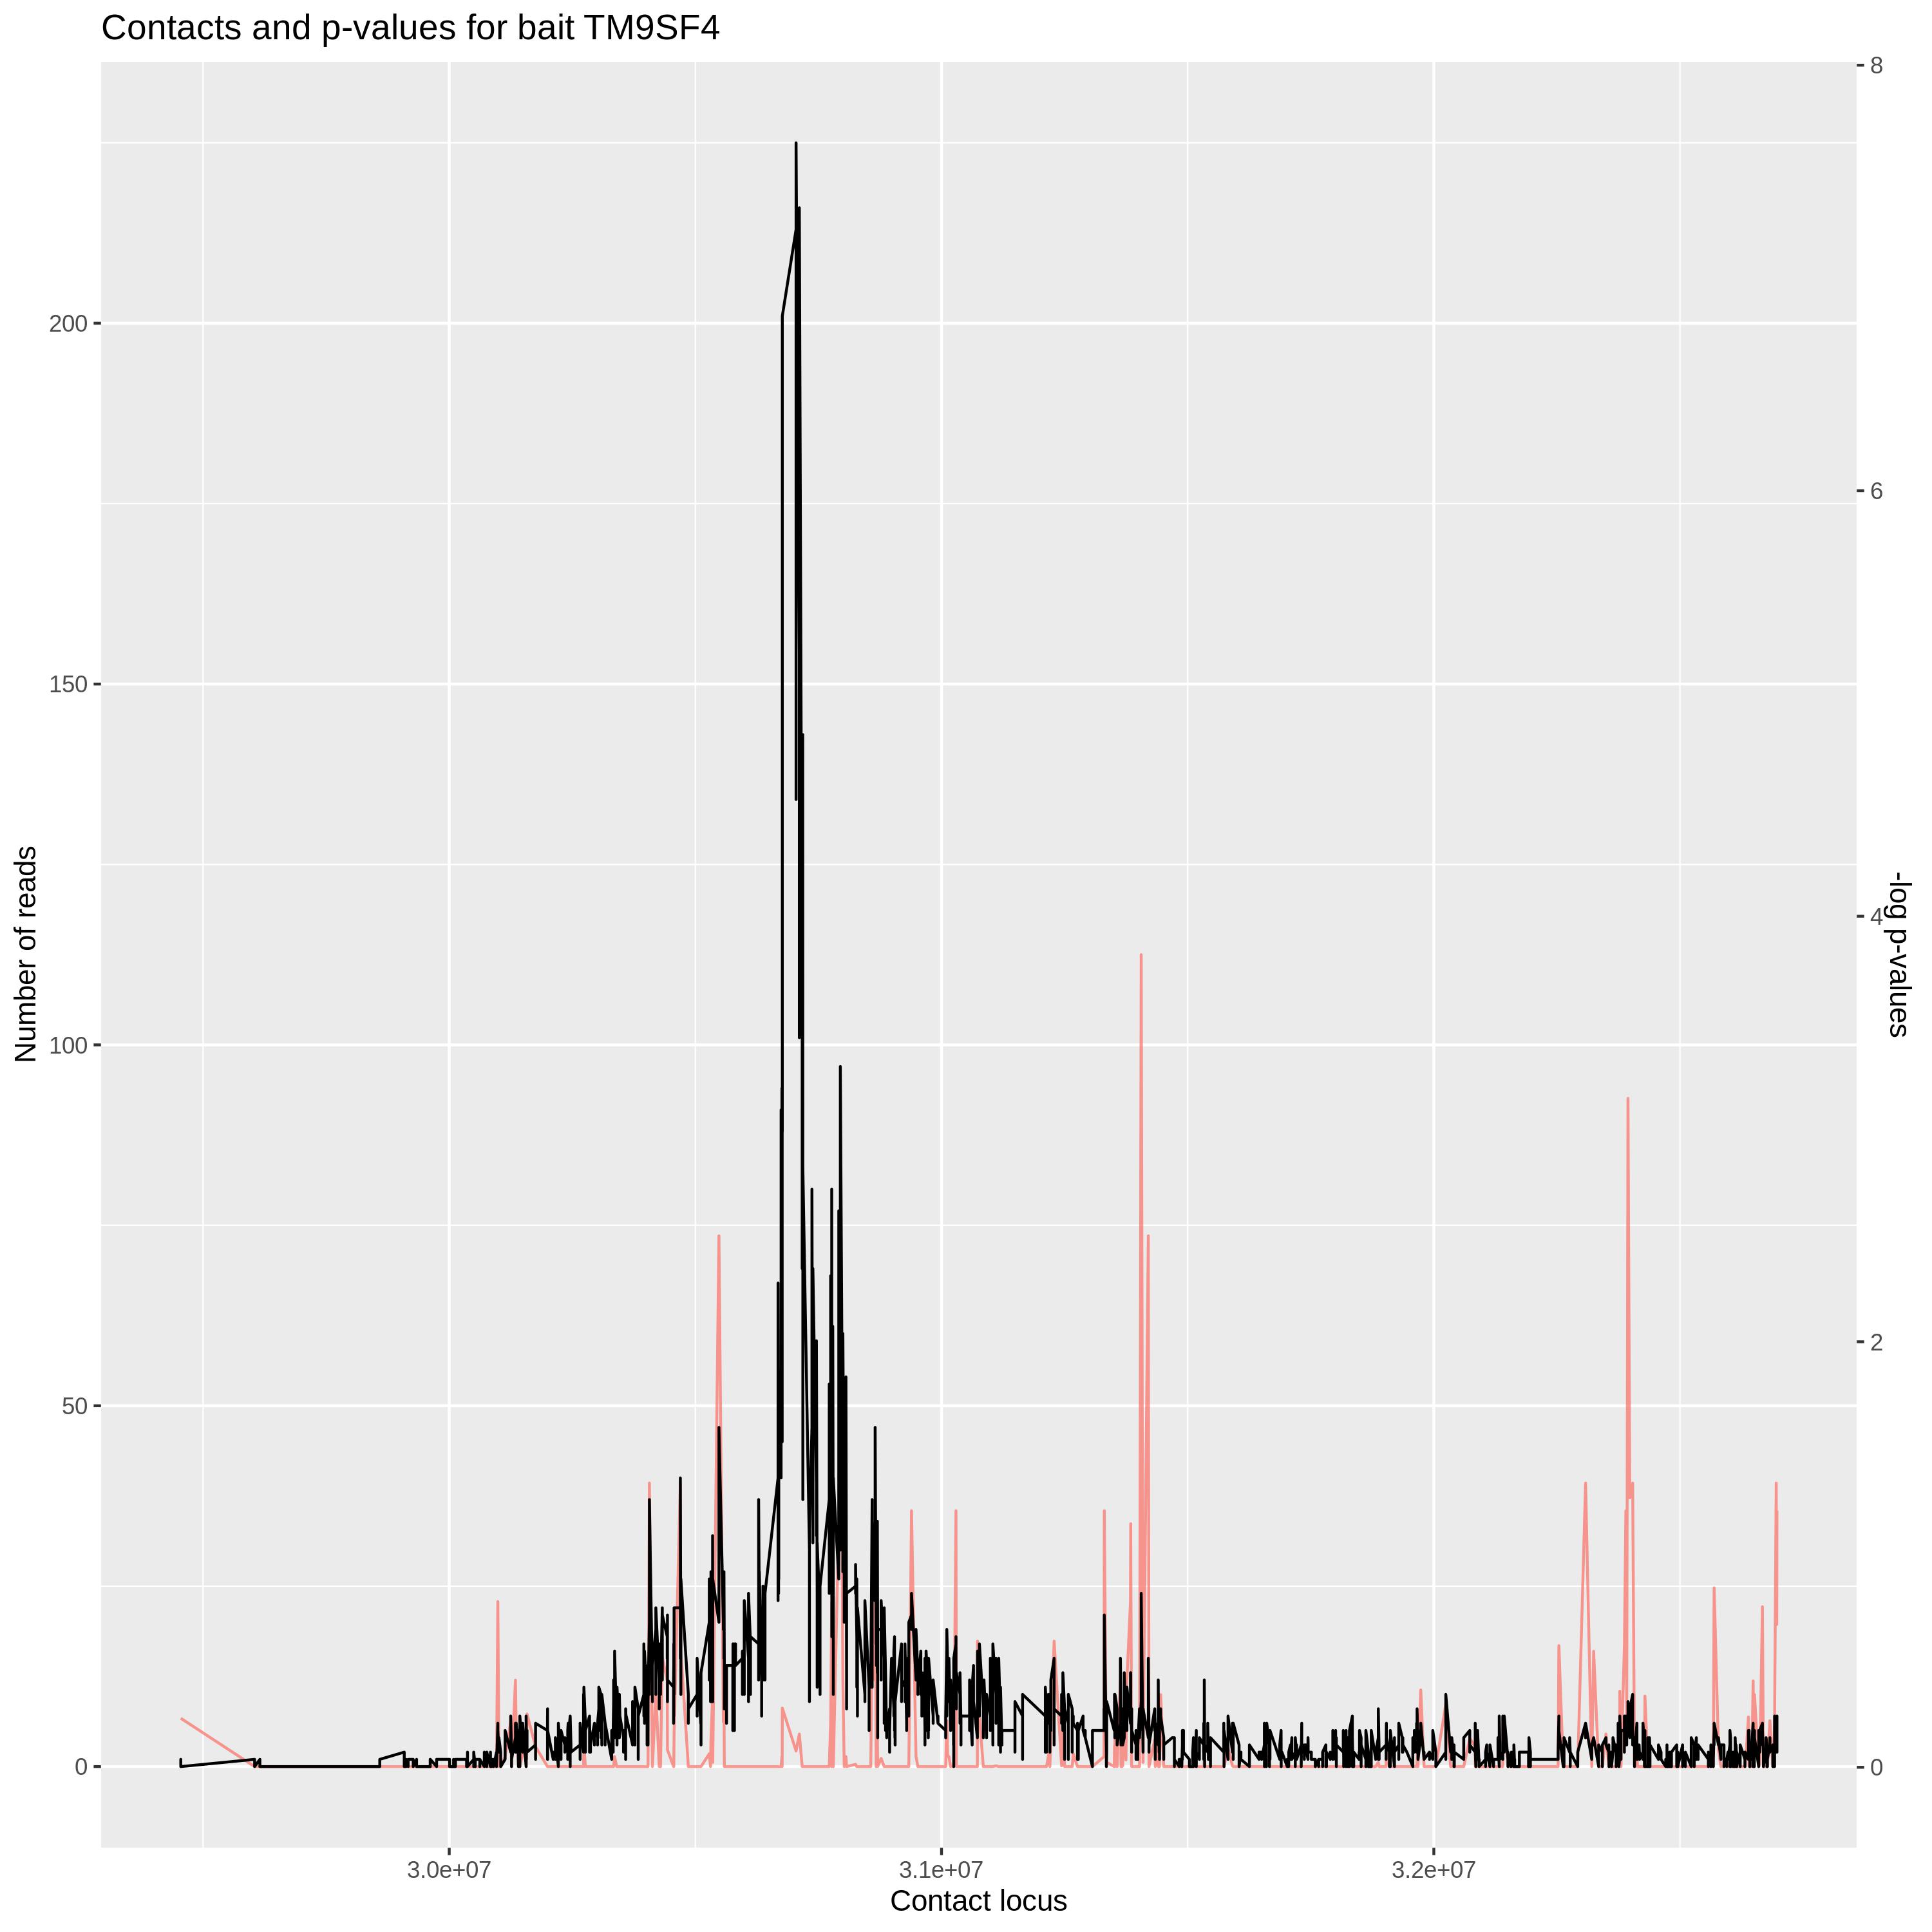 Contacts and p-values for bait TM9SF4
Number of reads
200
150
100
50
0
8
6
4
2
0
-log p-values
3.0e+07
3.1e+07
3.2e+07
Contact locus